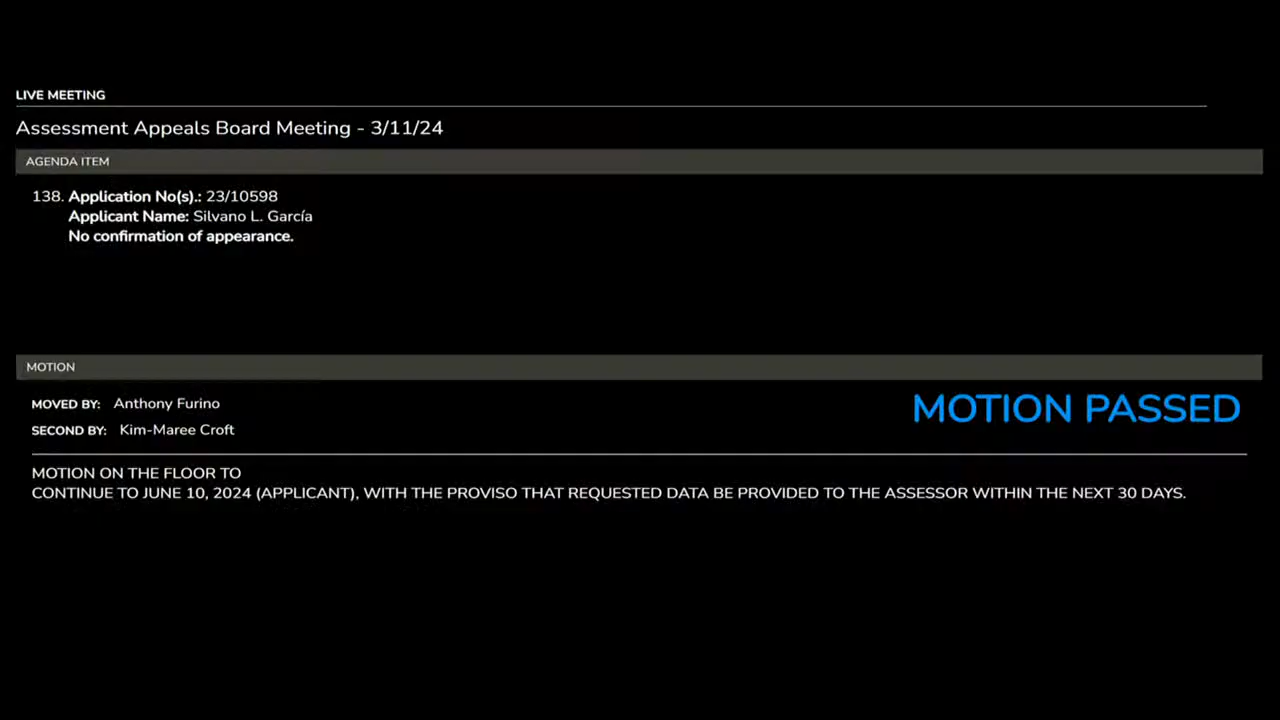 LIVE MEETING
Assessment Appeals Board Meeting - 3/11/24
AGENDA ITEM
138. Application No(s).: 23/10598
Applicant Name: Silvano L. García
No confirmation of appearance.
MOTION
MOVED BY: Anthony Furino
SECOND BY: Kim-Maree Croft
MOTION PASSED
MOTION ON THE FLOOR TO
CONTINUE TO JUNE 10, 2024 (APPLICANT), WITH THE PROVISO THAT REQUESTED DATA BE PROVIDED TO THE ASSESSOR WITHIN THE NEXT 30 DAYS.